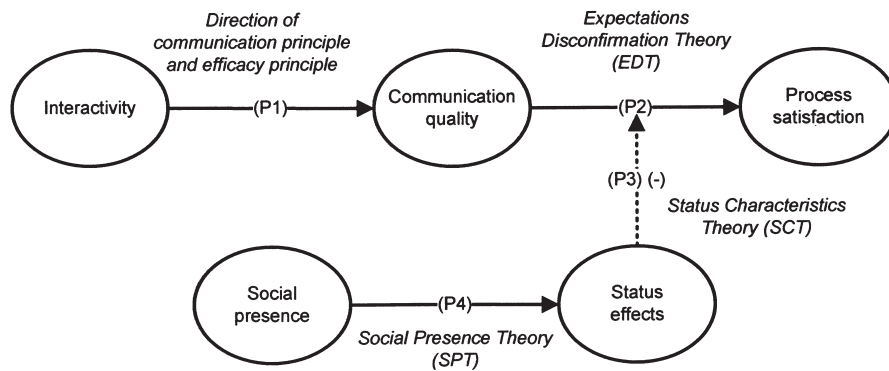 Direction of
communication principle
and efficacy principle
Expectations
Disconfirmation Theory
(EDT)
Interactivity
(P1)
Communication
quality
(P2)
Process
satisfaction
(P3) (-)
Status Characteristics
Theory (SCT)
Social
presence
(P4)
Status
effects
Social Presence Theory
(SPT)